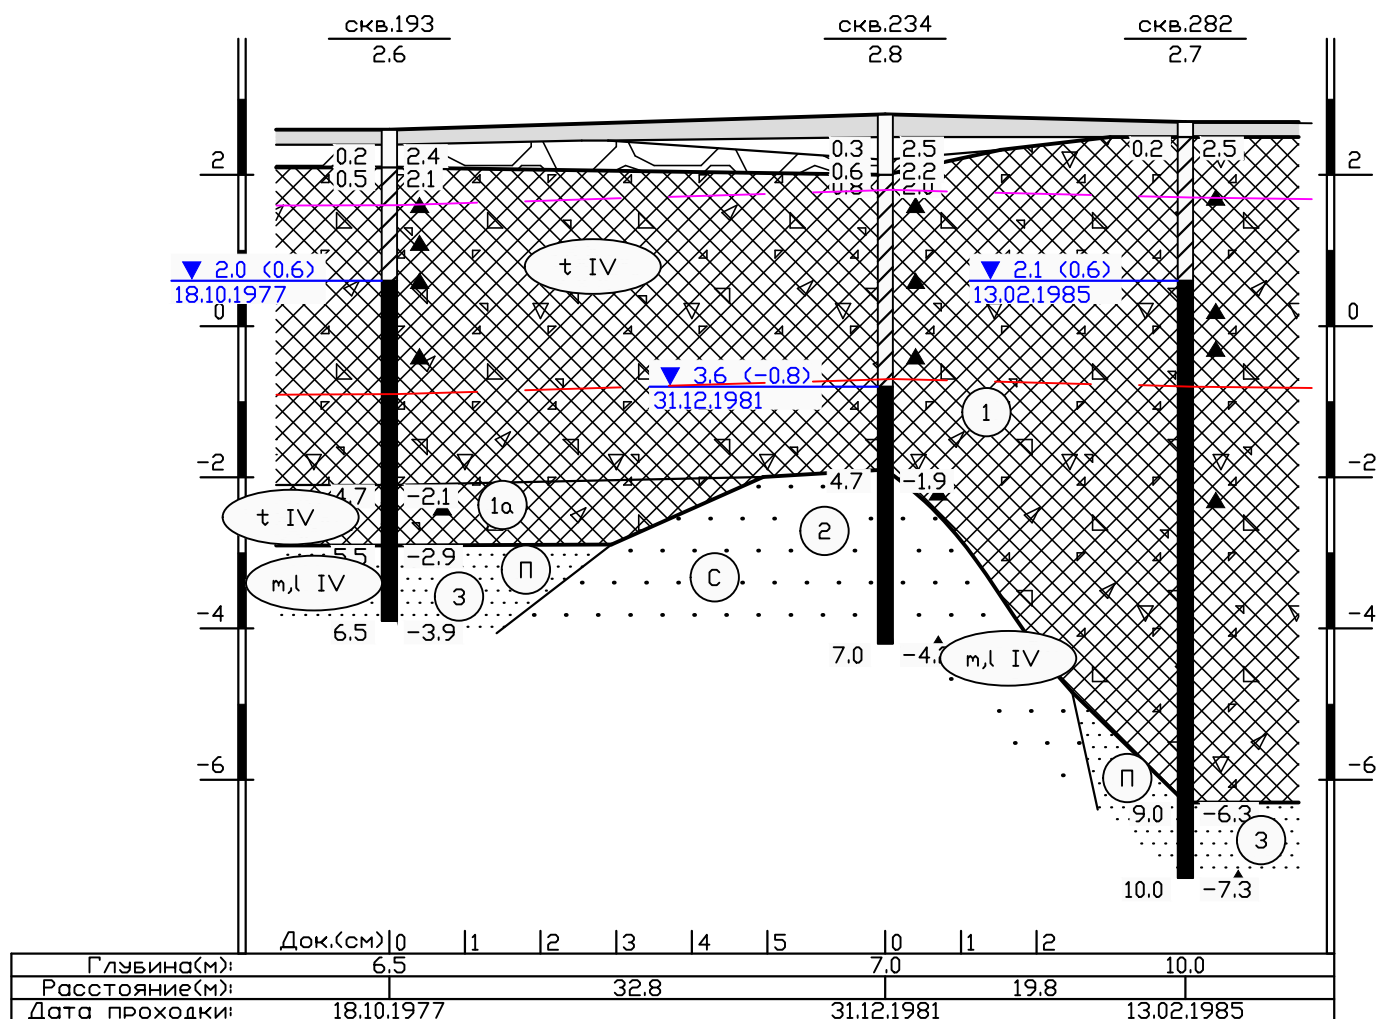 скв.193 скв.234 скв.282
2.6 2.8 2.7
0.2 2.4 0.3 2.5 0.2 2.5
2 0.5 2.1 0.6 2.2 2
0.8 2.0
t IV
2.0 (0.6) 2.1 (0.6)
18.10.1977 13.02.1985
0 0
3.6 (-0.8)
31.12.1981
1
-2 -2
4.7 -2.1 4.7 -1.9
1а
t IV 2
5.5 -2.9
П С
m,l IV 3
-4 -4
6.5 -3.9
7.0 m,l IV
-6 П -6
9.0 -6.3
3
10.0 -7.3
Док.(см) 0 1 2 3 4 5 0 1 2
Глубина(м): 6.5 7.0 10.0
Расстояние(м): 32.8 19.8
Дата проходки: 18.10.1977 31.12.1981 13.02.1985